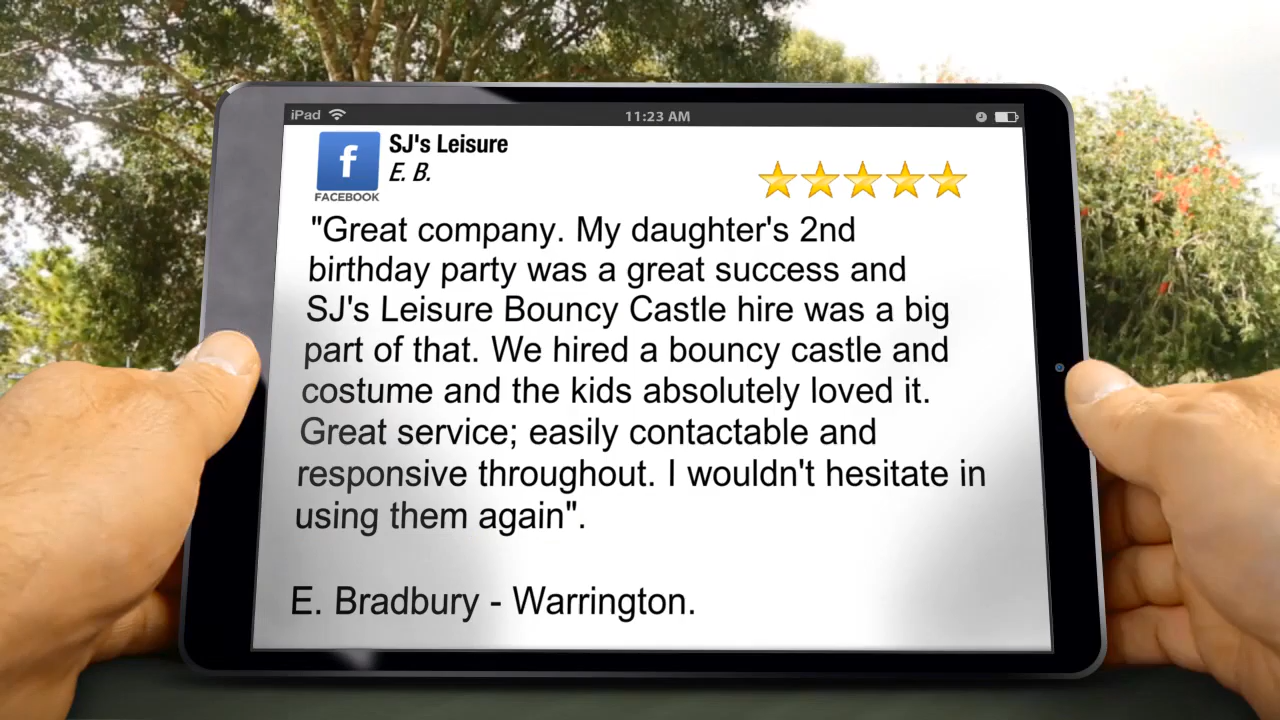 iPad
11:23 AM
f
FACEBOOK
SJ's Leisure
E. B.
"Great company. My daughter's 2nd
birthday party was a great success and
SJ's Leisure Bouncy Castle hire was a big
part of that. We hired a bouncy castle and
costume and the kids absolutely loved it.
Great service; easily contactable and
responsive throughout. I wouldn't hesitate in
using them again".
E. Bradbury - Warrington.